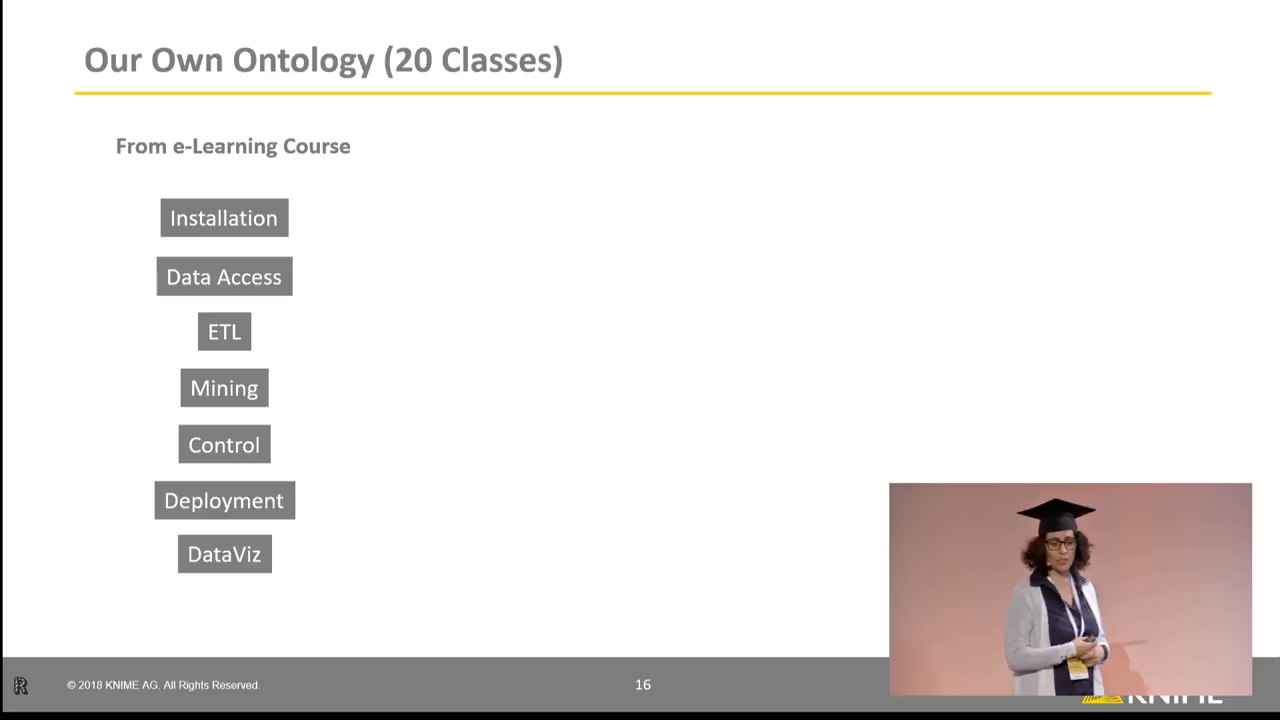 Our Own Ontology (20 Classes)
From e-Learning Course
Installation
Data Access
ETL
Mining
Control
Deployment
DataViz
R
© 2018 KNIME AG. All Rights Reserved.
16
KNIME